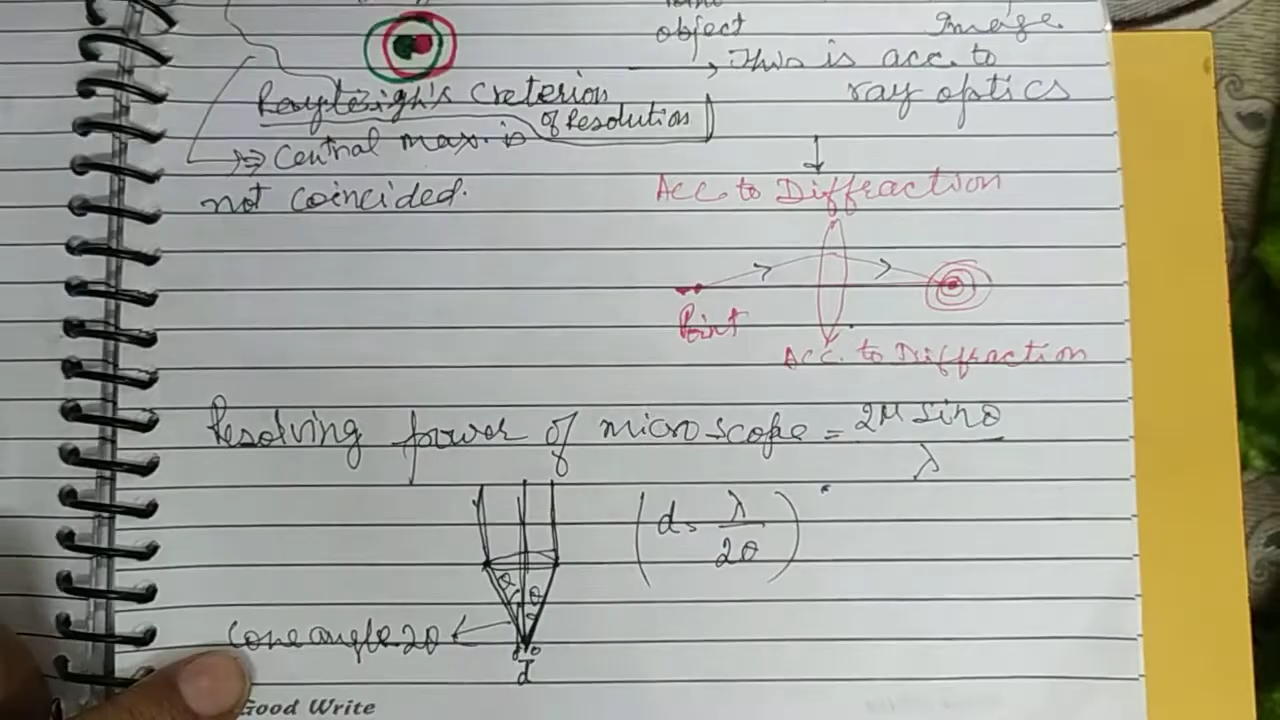 object
Image
→ This is acc. to
ray optics
Rayleigh's Creterion
of Resolution
⇒ Central max. is
not coincided.
Acc. to Diffraction
Point
Acc. to Diffraction
Resolving power of microscope = 2μ sinθ / λ
(d = λ / 2θ)
θ θ
Cone angle 2θ
d
Good Write